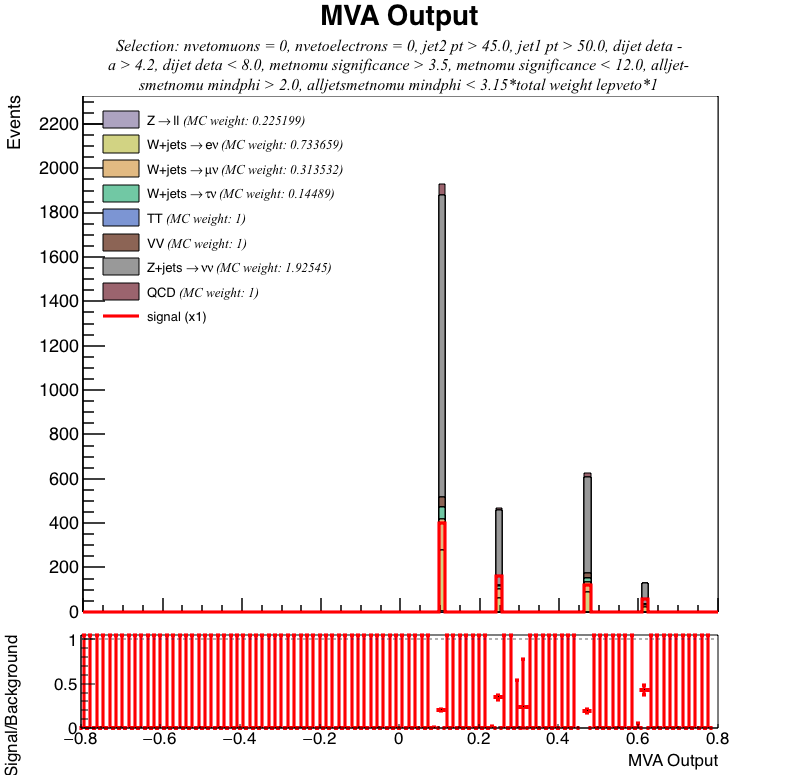 MVA Output
Selection: nvetomuons = 0, nvetoelectrons = 0, jet2 pt > 45.0, jet1 pt > 50.0, dijet deta -
a > 4.2, dijet deta < 8.0, metnomu significance > 3.5, metnomu significance < 12.0, alljet-
smetnomu mindphi > 2.0, alljetsmetnomu mindphi < 3.15*total weight lepveto*1
Events
2200
2000
1800
1600
1400
1200
1000
800
600
400
200
0
Z→ll (MC weight: 0.225199)
W+jets→eν (MC weight: 0.733659)
W+jets→μν (MC weight: 0.313532)
W+jets→τν (MC weight: 0.14489)
TT (MC weight: 1)
VV (MC weight: 1)
Z+jets→νν (MC weight: 1.92545)
QCD (MC weight: 1)
signal (x1)
Signal/Background
1
0.5
0
−0.8 −0.6 −0.4 −0.2 0 0.2 0.4 0.6 0.8
MVA Output